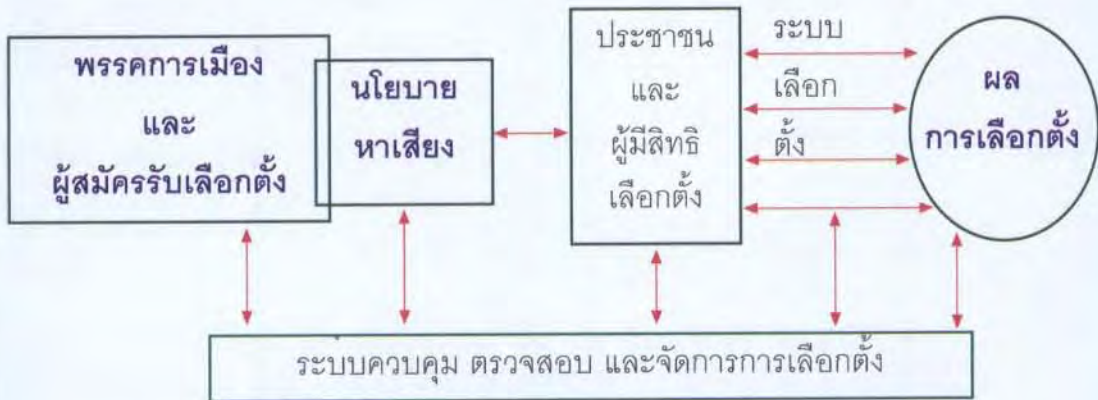 พรรคการเมือง
และ
ผู้สมัครรับเลือกตั้ง
นโยบาย
หาเสียง
ประชาชน
และ
ผู้มีสิทธิ
เลือกตั้ง
ระบบ
เลือก
ตั้ง
ผล
การเลือกตั้ง
ระบบควบคุม ตรวจสอบ และจัดการการเลือกตั้ง